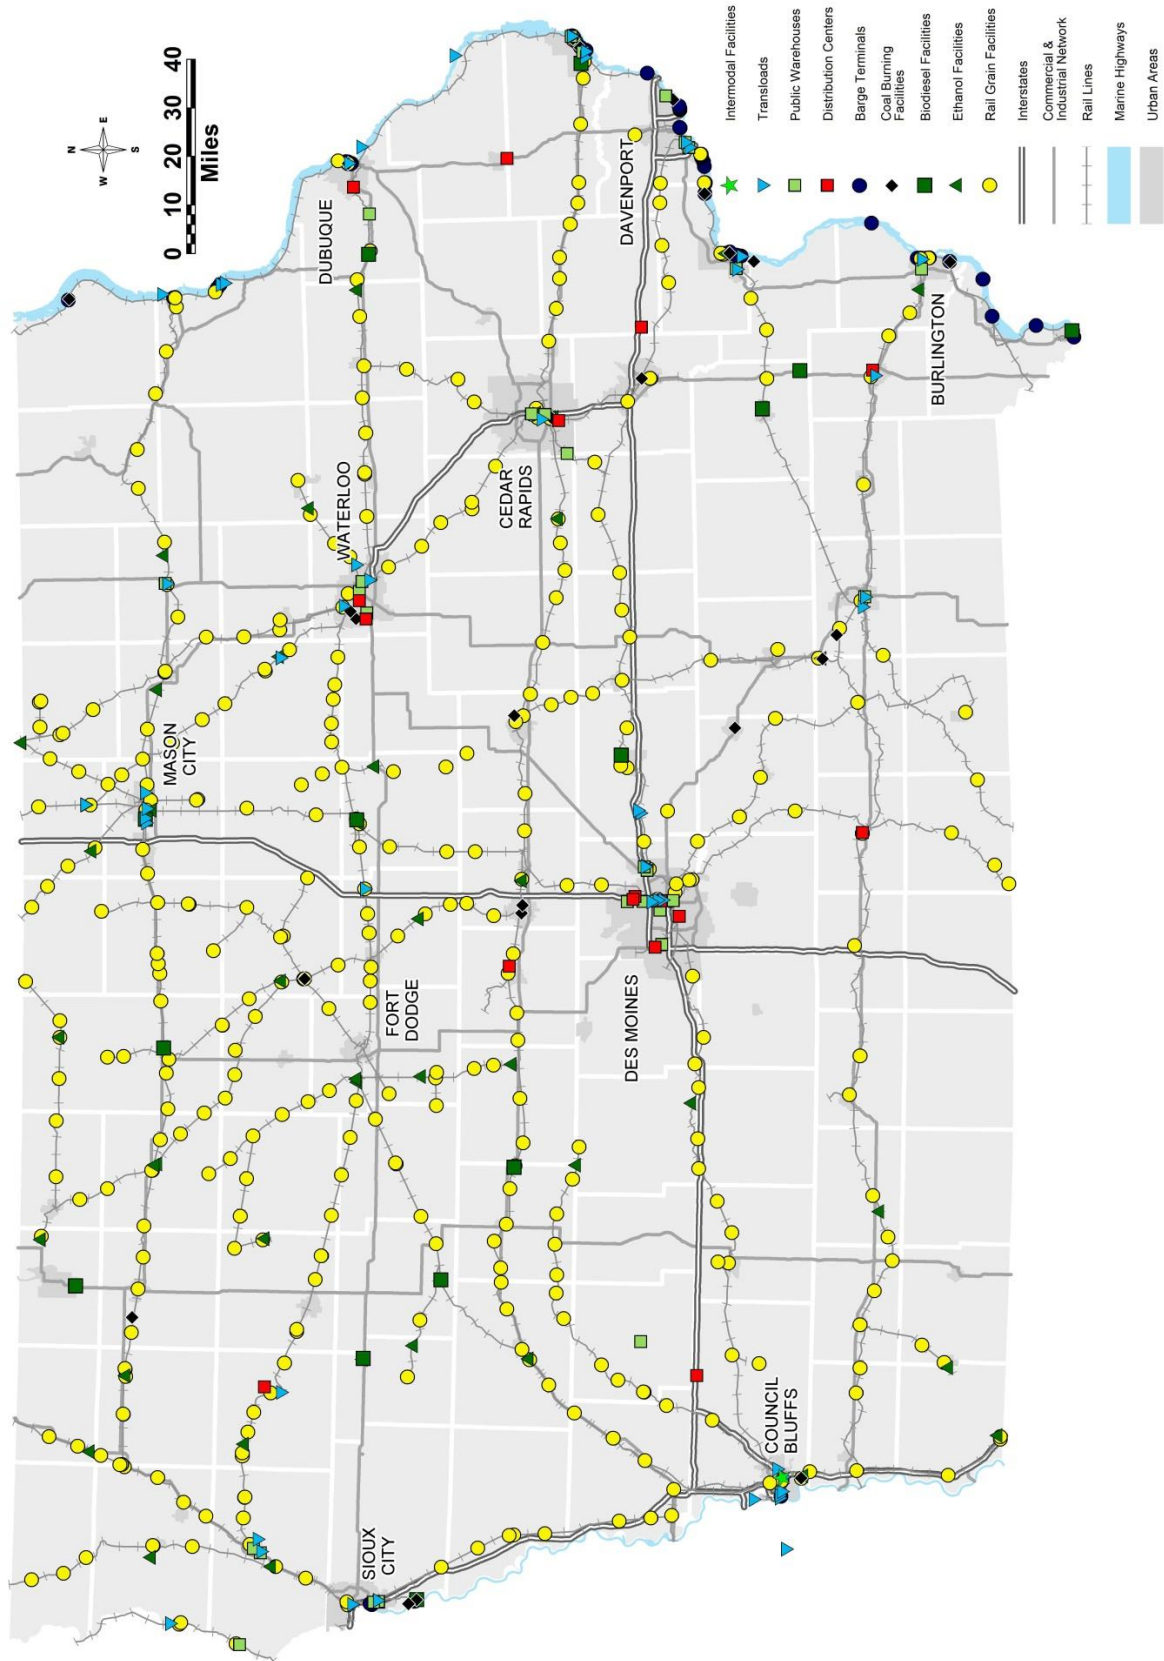 N
W E
S
0 10 20 30 40
Miles
MASON
CITY
WATERLOO
DUBUQUE
SIOUX
CITY
FORT
DODGE
CEDAR
RAPIDS
DAVENPORT
DES MOINES
COUNCIL
BLUFFS
BURLINGTON
Intermodal Facilities
Transloads
Public Warehouses
Distribution Centers
Barge Terminals
Coal Burning
Facilities
Biodiesel Facilities
Ethanol Facilities
Rail Grain Facilities
Interstates
Commercial &
Industrial Network
Rail Lines
Marine Highways
Urban Areas